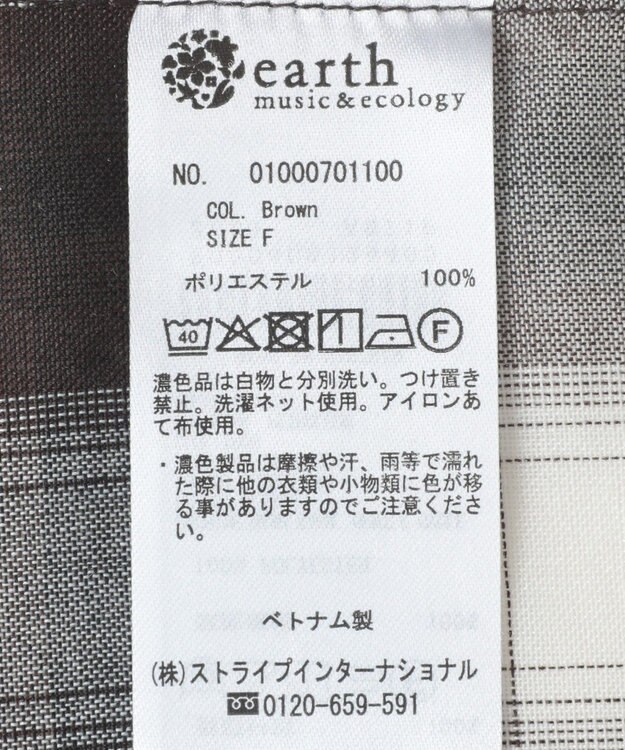 earth
music&ecology
NO. 01000701100
COL. Brown
SIZE F
ポリエステル 100%
40 F
濃色品は白物と分別洗い。つけ置き
禁止。洗濯ネット使用。アイロンあ
て布使用。
・濃色製品は摩擦や汗、雨等で濡れ
た際に他の衣類や小物類に色が移
る事がありますのでご注意くださ
い。
ベトナム製
(株)ストライプインターナショナル
0120-659-591